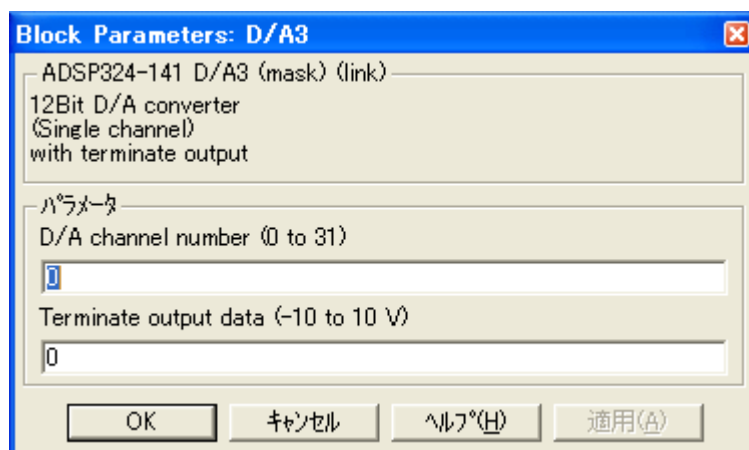 Block Parameters: D/A3
ADSP324-141 D/A3 (mask) (link)
12Bit D/A converter
(Single channel)
with terminate output
パラメータ
D/A channel number (0 to 31)
0
Terminate output data (-10 to 10 V)
0
OK キャンセル ヘルプ(H) 適用(A)